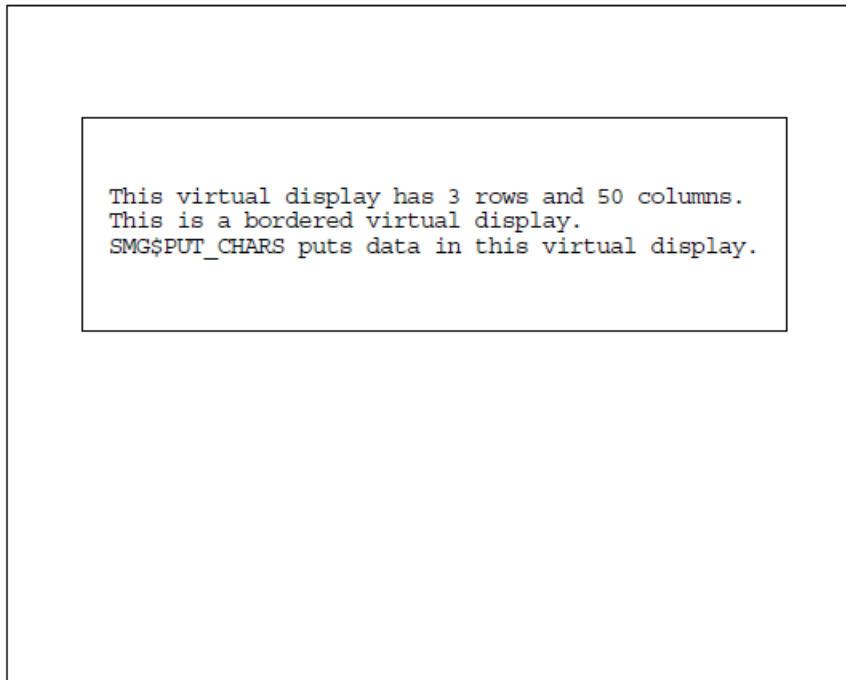 This virtual display has 3 rows and 50 columns.
This is a bordered virtual display.
SMG$PUT_CHARS puts data in this virtual display.